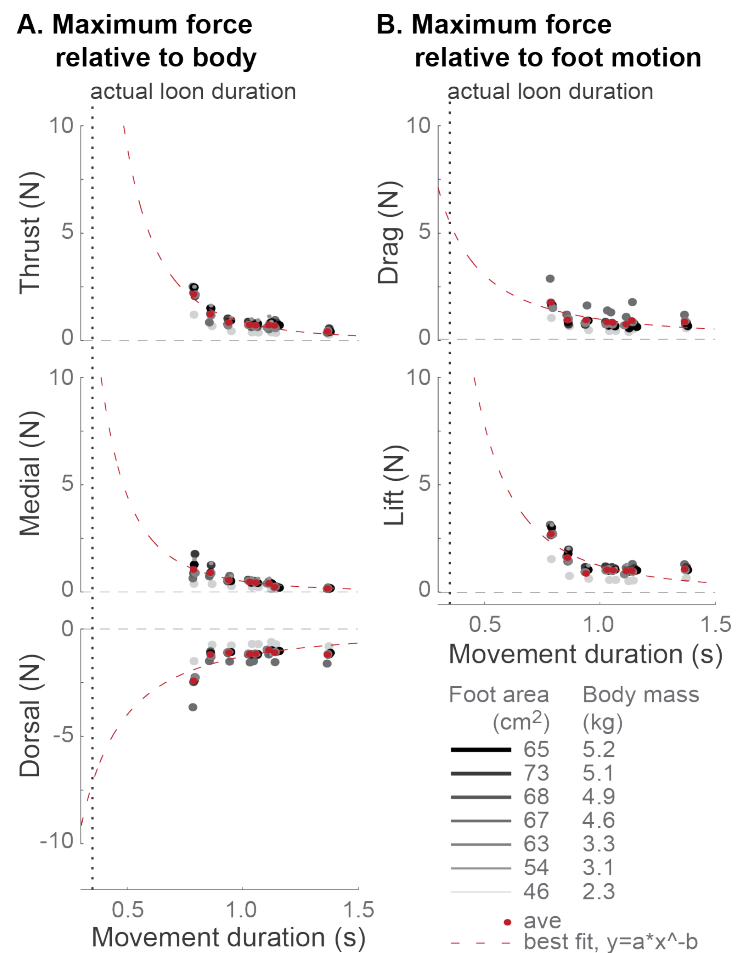 A. Maximum force
relative to body
actual loon duration
10
5
0
Thrust (N)
10
5
0
Medial (N)
0
-5
-10
Dorsal (N)
0.5 1.0 1.5
Movement duration (s)
B. Maximum force
relative to foot motion
actual loon duration
10
5
0
Drag (N)
10
5
0
Lift (N)
0.5 1.0 1.5
Movement duration (s)
Foot area Body mass
(cm2) (kg)
65 5.2
73 5.1
68 4.9
67 4.6
63 3.3
54 3.1
46 2.3
ave
best fit, y=a*x^-b